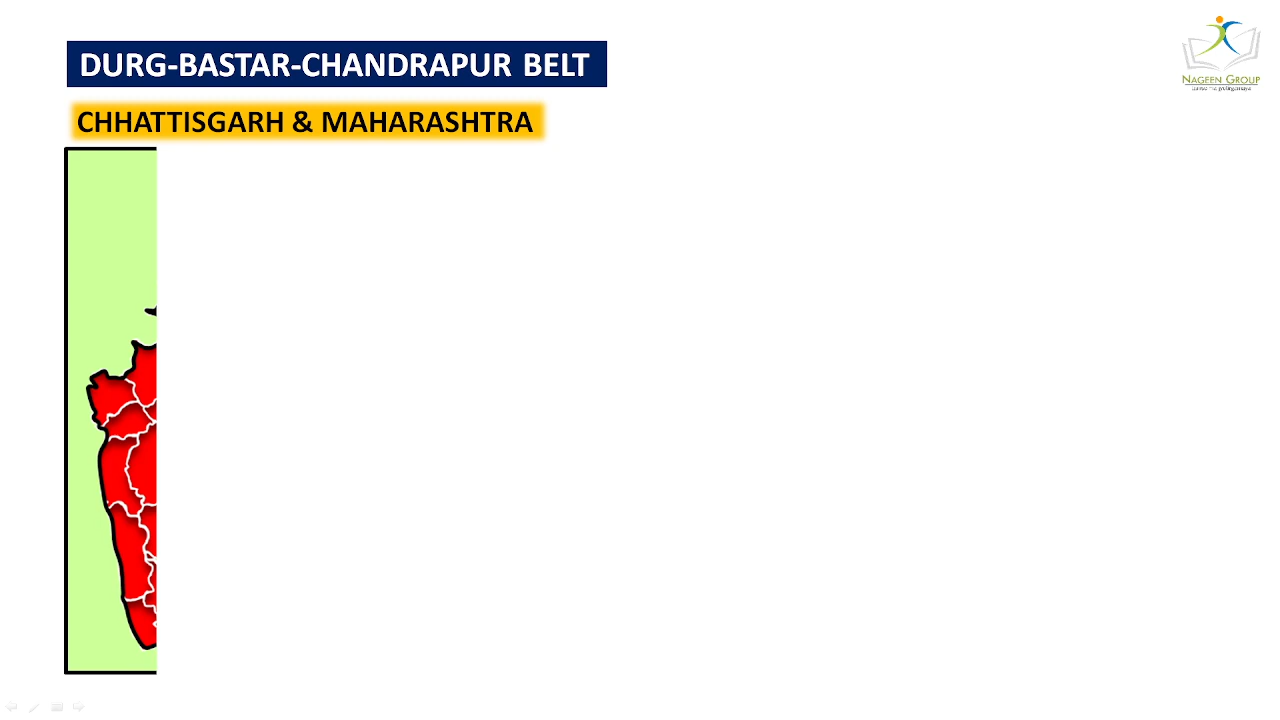 DURG-BASTAR-CHANDRAPUR BELT
CHHATTISGARH & MAHARASHTRA
NAGEEN GROUP